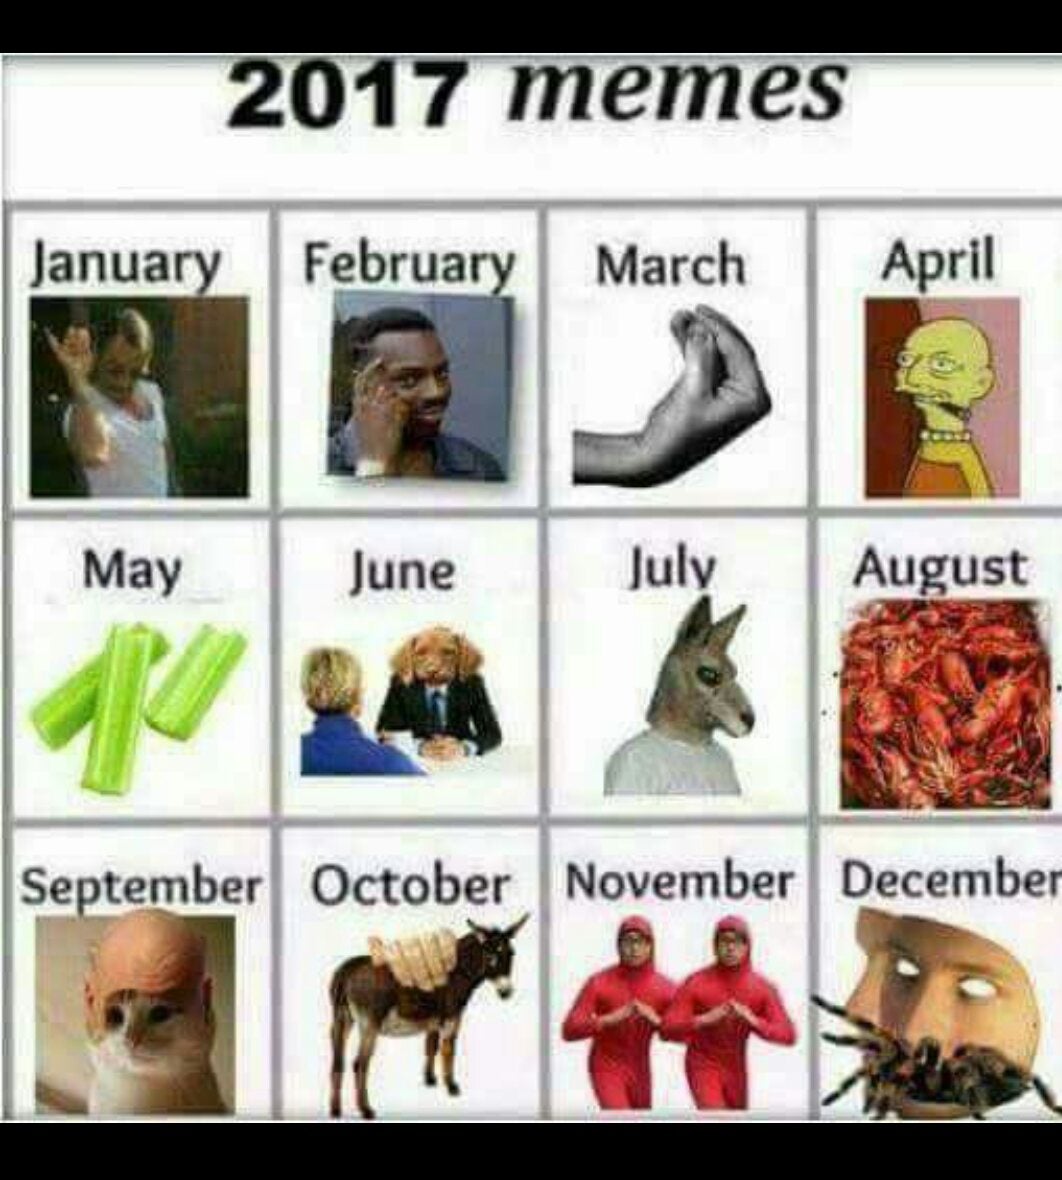 2017 memes
January February March April
May June July August
September October November December